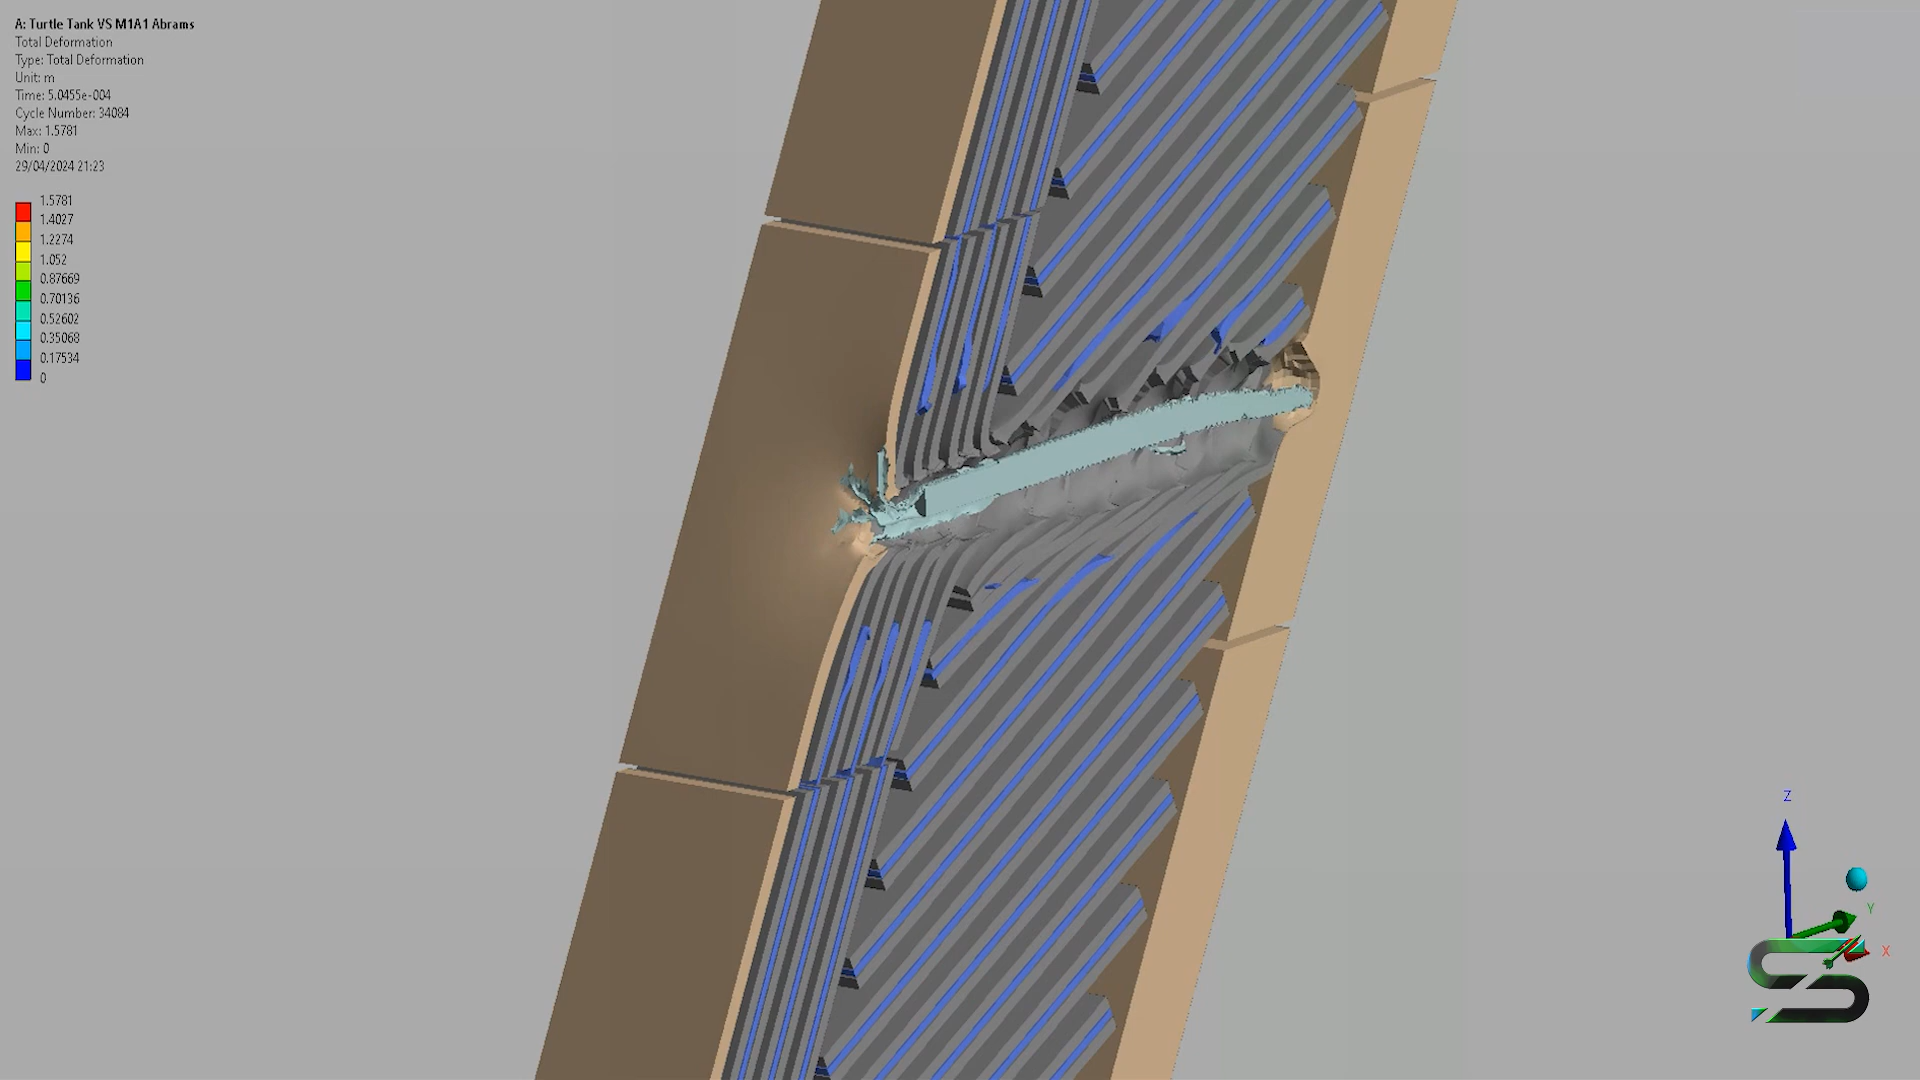 A: Turtle Tank VS M1A1 Abrams
Total Deformation
Type: Total Deformation
Unit: m
Time: 5.0455e-004
Cycle Number: 34084
Max: 1.5781
Min: 0
29/04/2024 21:23
1.5781
1.4027
1.2274
1.052
0.87669
0.70136
0.52602
0.35068
0.17534
0
Z
Y
X